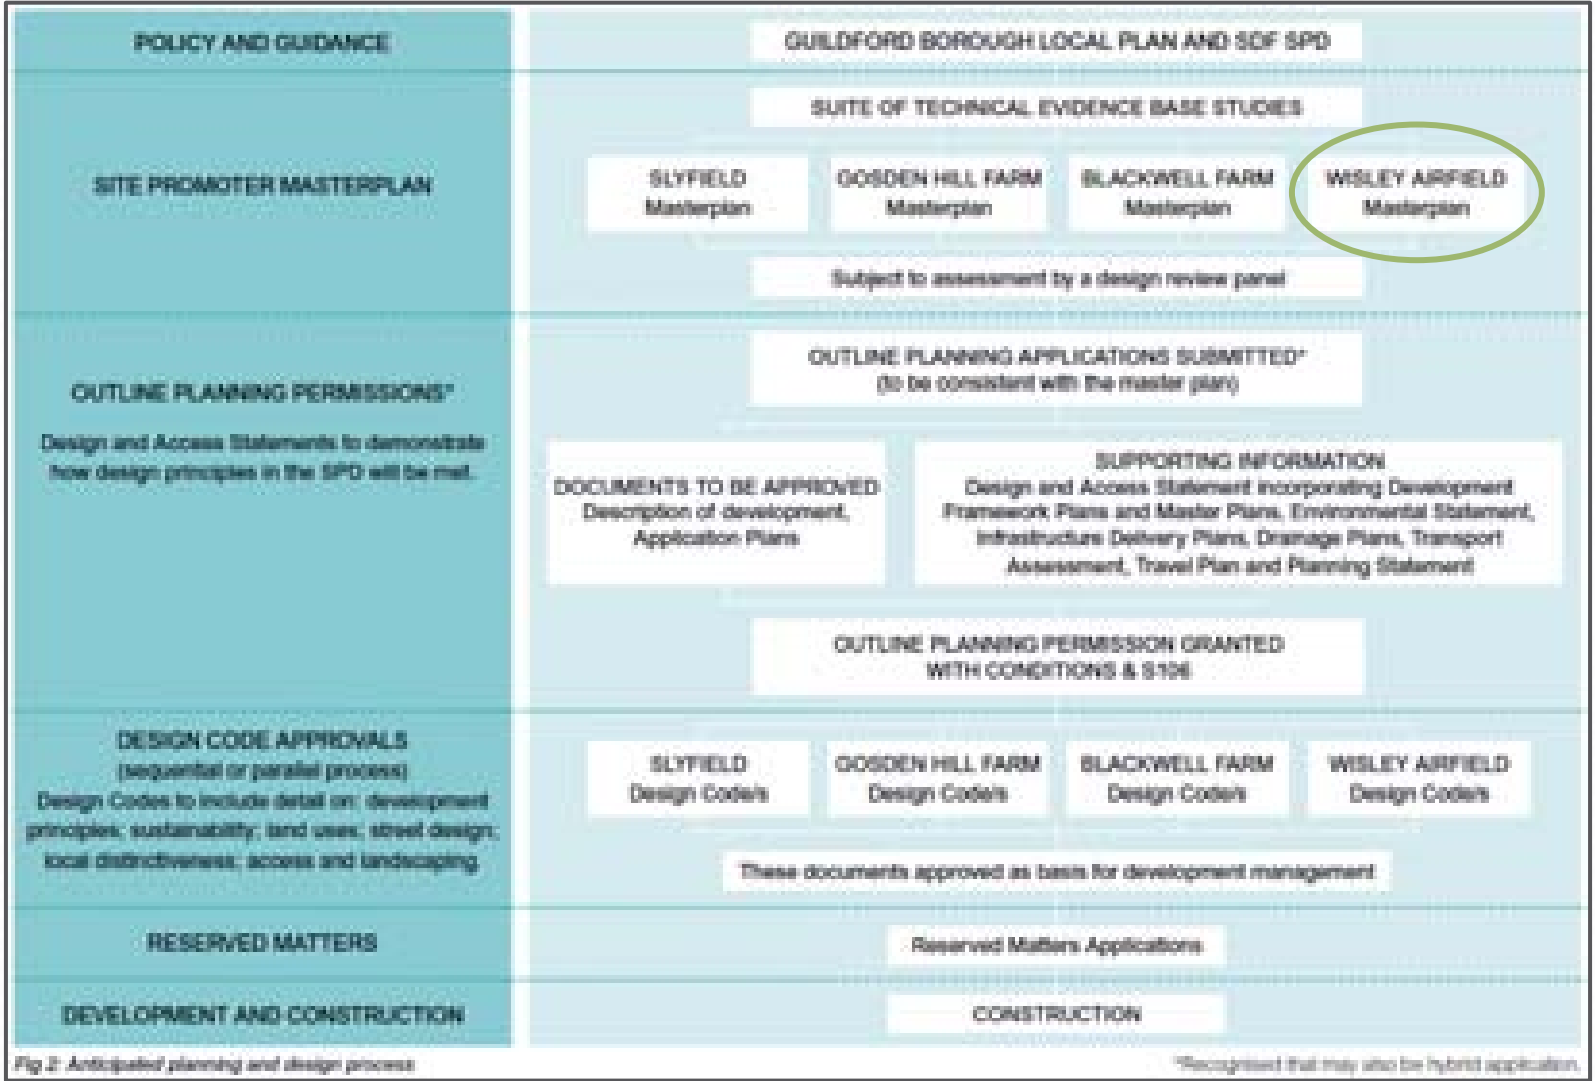 POLICY AND GUIDANCE
GUILDFORD BOROUGH LOCAL PLAN AND SDF SPD
SITE PROMOTER MASTERPLAN
SUITE OF TECHNICAL EVIDENCE BASE STUDIES
SLYFIELD
Masterplan
GOSDEN HILL FARM
Masterplan
BLACKWELL FARM
Masterplan
WISLEY AIRFIELD
Masterplan
Subject to assessment by a design review panel
OUTLINE PLANNING PERMISSIONS*
Design and Access Statements to demonstrate
how design principles in the SPD will be met.
OUTLINE PLANNING APPLICATIONS SUBMITTED*
(to be consistent with the master plan)
DOCUMENTS TO BE APPROVED
Description of development,
Application Plans
SUPPORTING INFORMATION
Design and Access Statement incorporating Development
Framework Plans and Master Plans, Environmental Statement,
Infrastructure Delivery Plans, Drainage Plans, Transport
Assessment, Travel Plan and Planning Statement
OUTLINE PLANNING PERMISSION GRANTED
WITH CONDITIONS & S106
DESIGN CODE APPROVALS
(sequential or parallel process)
Design Codes to include detail on: development
principles, sustainability, land uses, street design,
local distinctiveness, access and landscaping.
SLYFIELD
Design Code/s
GOSDEN HILL FARM
Design Code/s
BLACKWELL FARM
Design Code/s
WISLEY AIRFIELD
Design Code/s
These documents approved as basis for development management
RESERVED MATTERS
Reserved Matters Applications
DEVELOPMENT AND CONSTRUCTION
CONSTRUCTION
Fig 2: Anticipated planning and design process
*Recognised that may also be hybrid application.